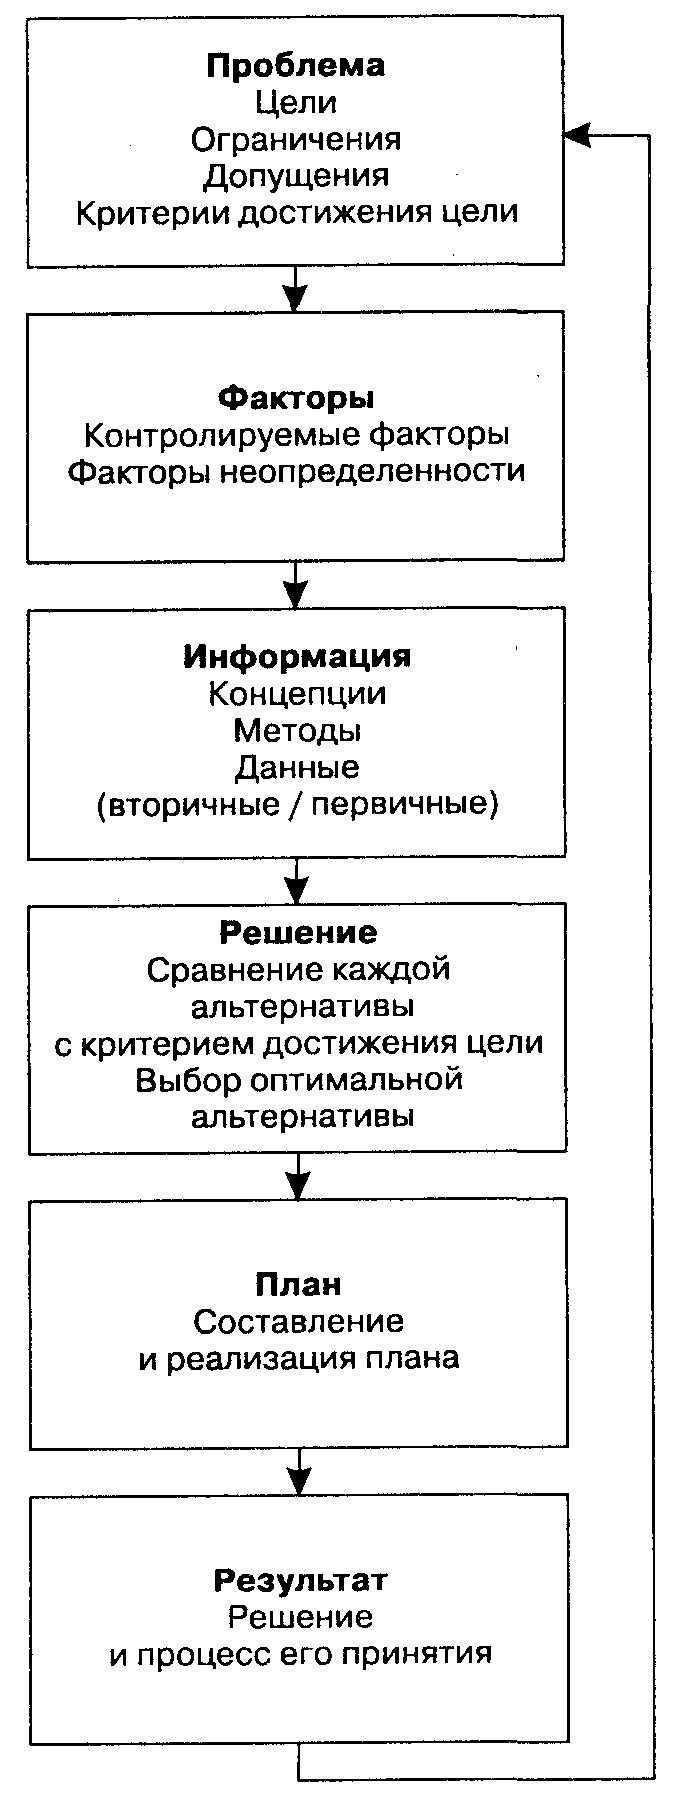 Проблема
Цели
Ограничения
Допущения
Критерии достижения цели
Факторы
Контролируемые факторы
Факторы неопределенности
Информация
Концепции
Методы
Данные
(вторичные / первичные)
Решение
Сравнение каждой
альтернативы
с критерием достижения цели
Выбор оптимальной
альтернативы
План
Составление
и реализация плана
Результат
Решение
и процесс его принятия